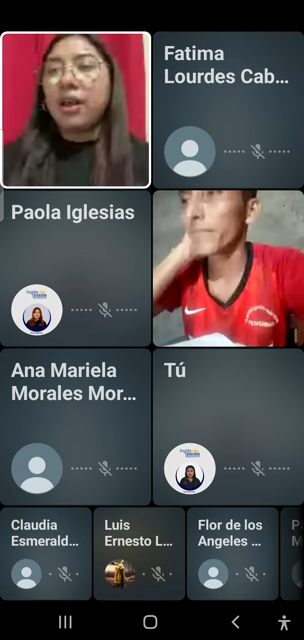 Fatima
Lourdes Cab...
Paola Iglesias
Ana Mariela
Morales Mor...
Tú
Claudia
Esmerald...
Luis
Ernesto L...
Flor de los
Angeles ...